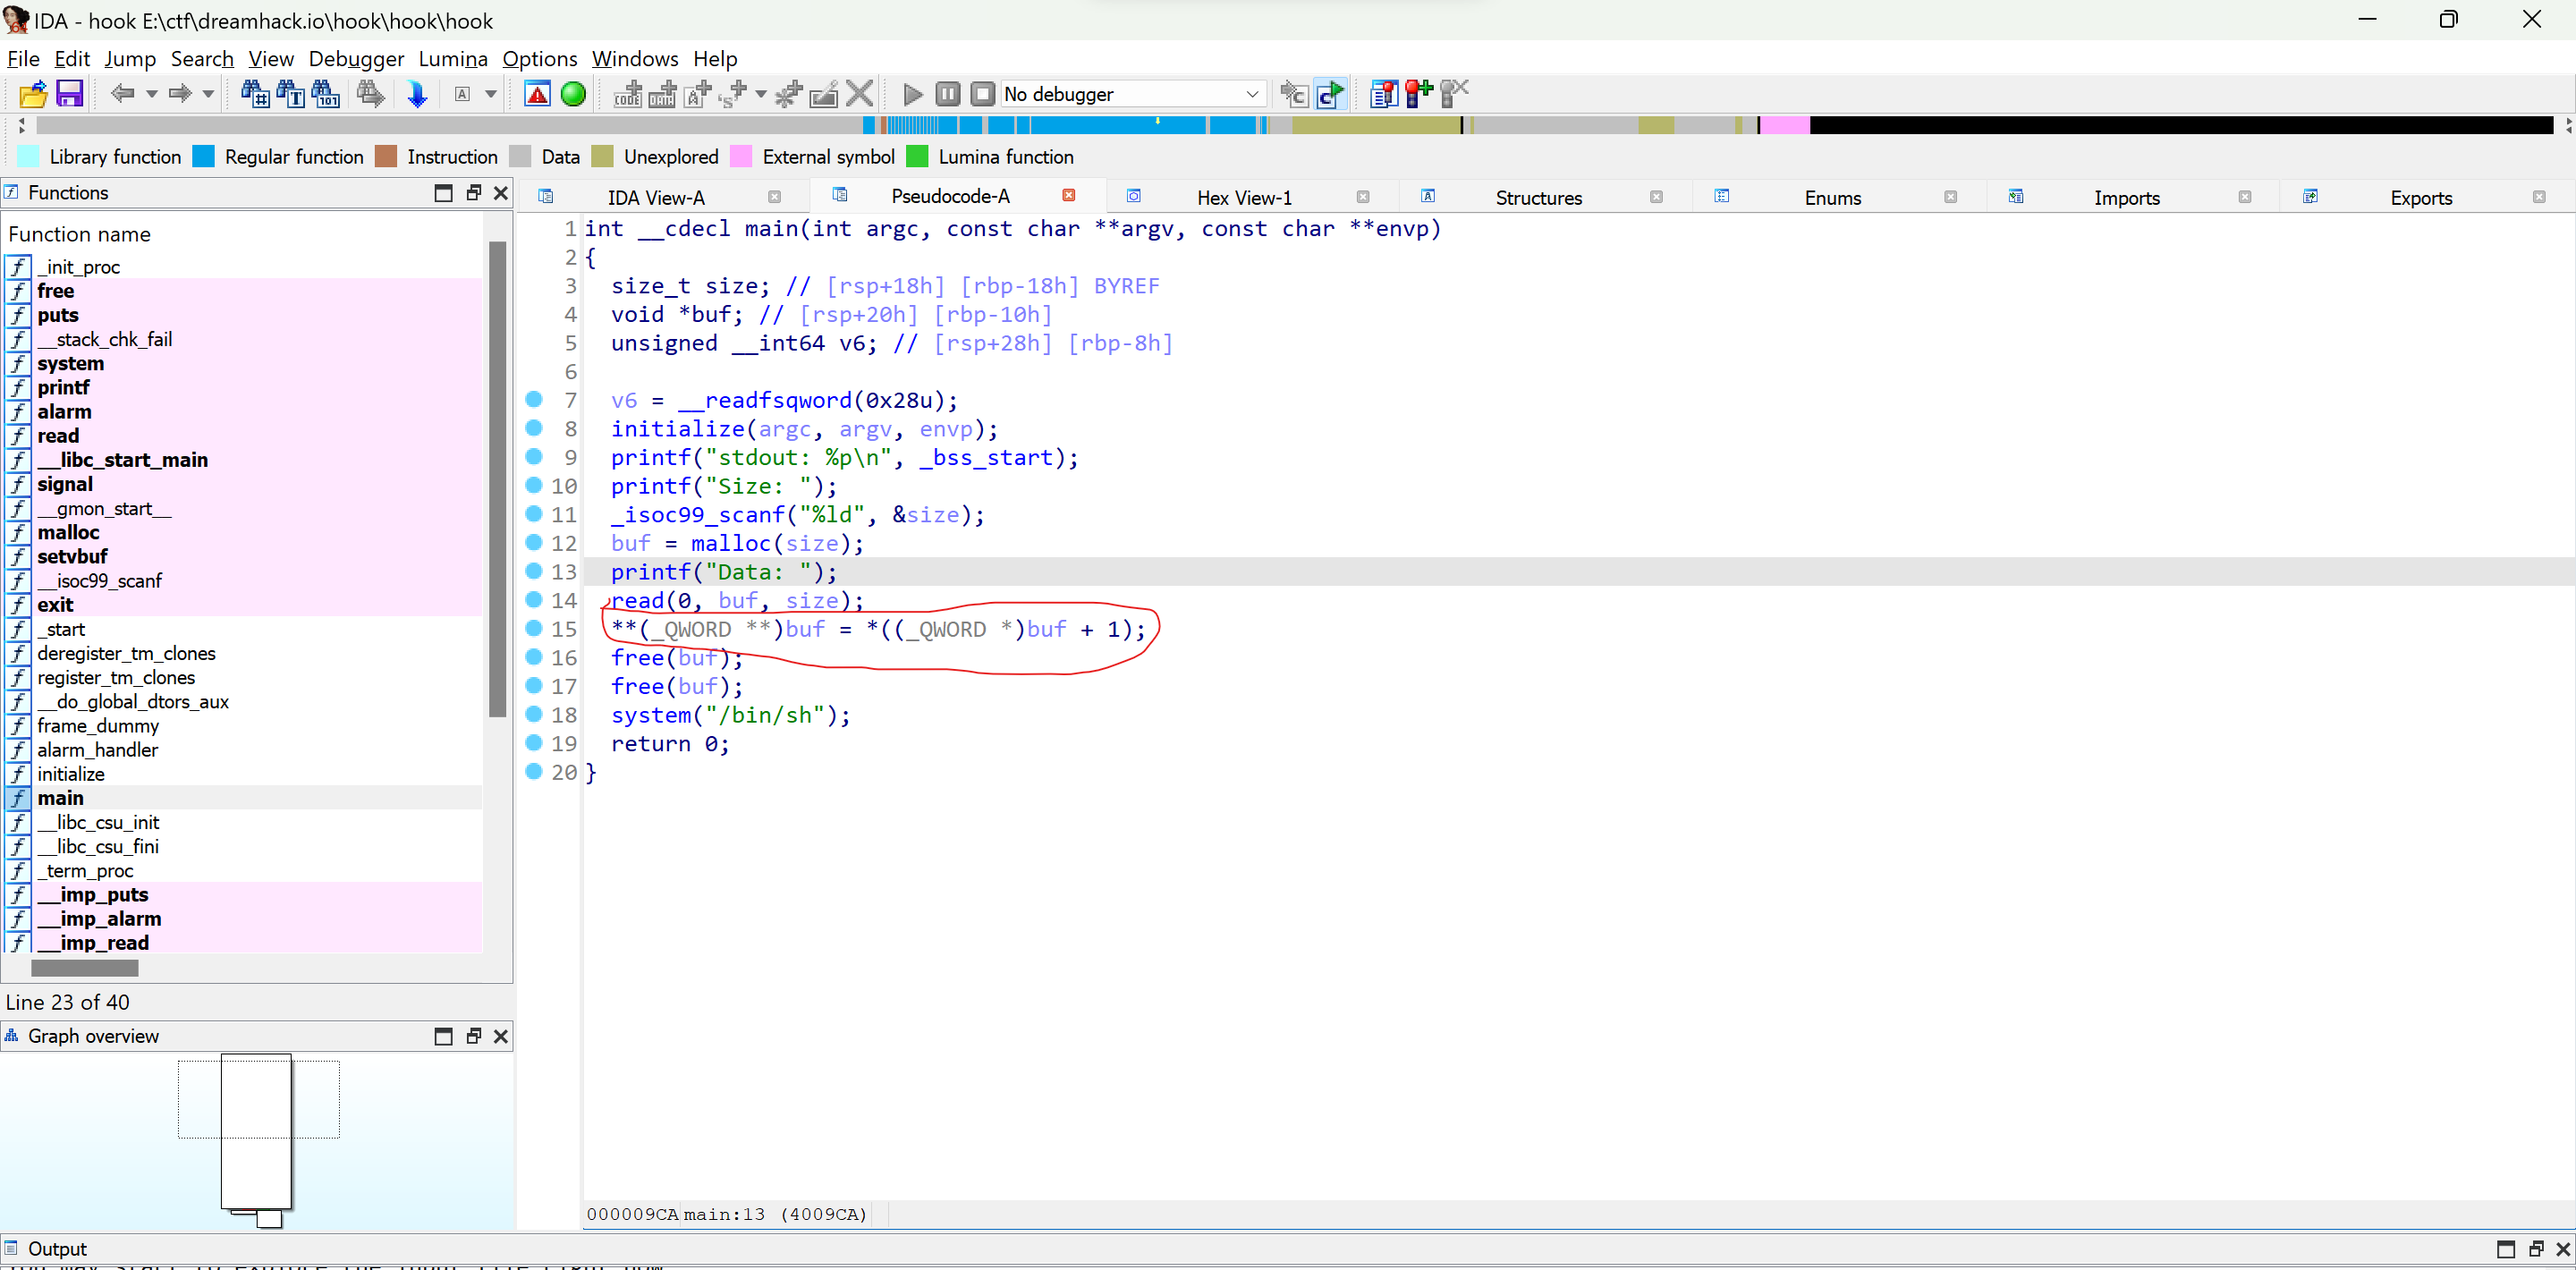 IDA - hook E:\ctf\dreamhack.io\hook\hook\hook
File Edit Jump Search View Debugger Lumina Options Windows Help
No debugger
Library function Regular function Instruction Data Unexplored External symbol Lumina function
Functions
IDA View-A Pseudocode-A Hex View-1 Structures Enums Imports Exports
Function name
_init_proc
free
puts
__stack_chk_fail
system
printf
alarm
read
__libc_start_main
signal
__gmon_start__
malloc
setvbuf
__isoc99_scanf
exit
_start
deregister_tm_clones
register_tm_clones
__do_global_dtors_aux
frame_dummy
alarm_handler
initialize
main
__libc_csu_init
__libc_csu_fini
_term_proc
__imp_puts
__imp_alarm
__imp_read
Line 23 of 40
Graph overview
1 int __cdecl main(int argc, const char **argv, const char **envp)
2 {
3 size_t size; // [rsp+18h] [rbp-18h] BYREF
4 void *buf; // [rsp+20h] [rbp-10h]
5 unsigned __int64 v6; // [rsp+28h] [rbp-8h]
6
7 v6 = __readfsqword(0x28u);
8 initialize(argc, argv, envp);
9 printf("stdout: %p\n", _bss_start);
10 printf("Size: ");
11 _isoc99_scanf("%ld", &size);
12 buf = malloc(size);
13 printf("Data: ");
14 read(0, buf, size);
15 **(_QWORD **)buf = *((_QWORD *)buf + 1);
16 free(buf);
17 free(buf);
18 system("/bin/sh");
19 return 0;
20 }
000009CA main:13 (4009CA)
Output